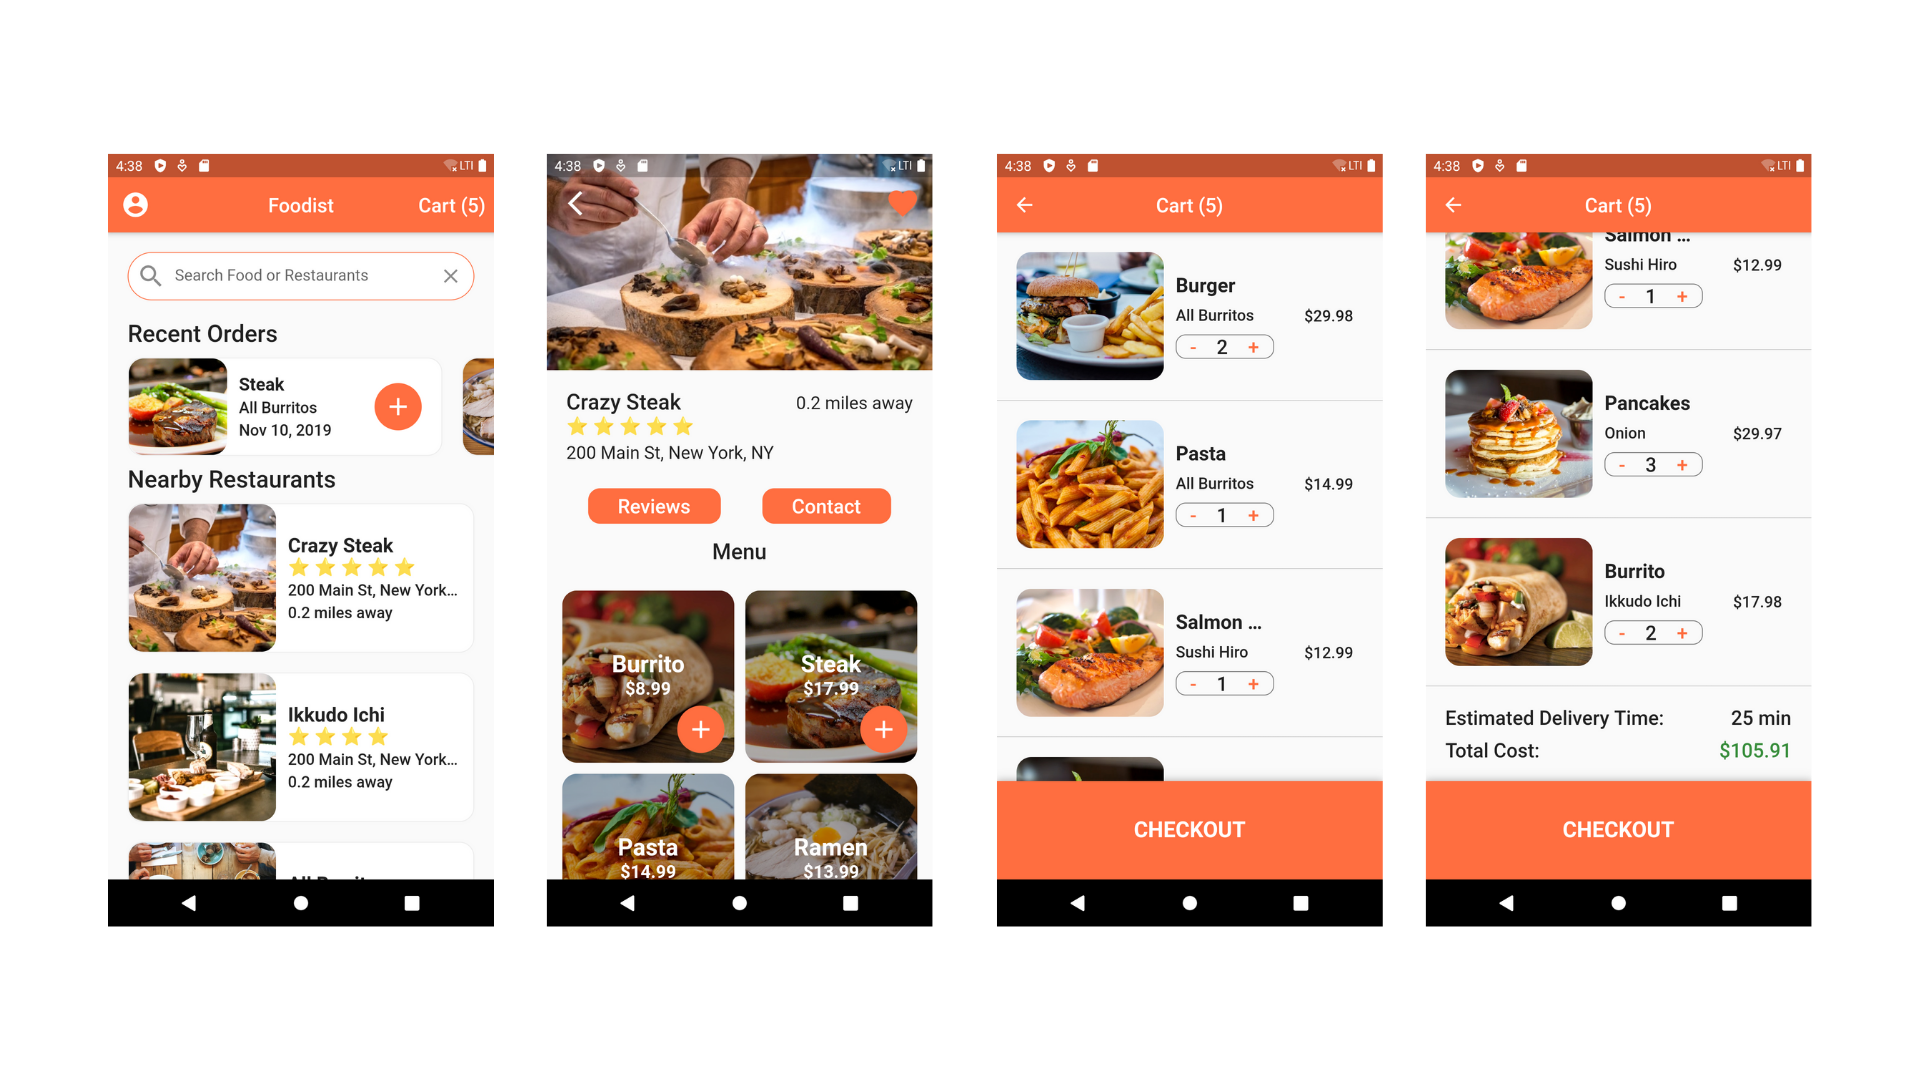 4:38
LTI
Foodist
Cart (5)
Search Food or Restaurants
Recent Orders
Steak
All Burritos
Nov 10, 2019
+
Nearby Restaurants
Crazy Steak
200 Main St, New York...
0.2 miles away
Ikkudo Ichi
200 Main St, New York...
0.2 miles away
4:38
LTI
Crazy Steak
0.2 miles away
200 Main St, New York, NY
Reviews
Contact
Menu
Burrito
$8.99
+
Steak
$17.99
+
Pasta
$14.99
Ramen
$13.99
4:38
LTI
Cart (5)
Burger
All Burritos
$29.98
- 2 +
Pasta
All Burritos
$14.99
- 1 +
Salmon ...
Sushi Hiro
$12.99
- 1 +
CHECKOUT
4:38
LTI
Cart (5)
Salmon ...
Sushi Hiro
$12.99
- 1 +
Pancakes
Onion
$29.97
- 3 +
Burrito
Ikkudo Ichi
$17.98
- 2 +
Estimated Delivery Time: 25 min
Total Cost: $105.91
CHECKOUT